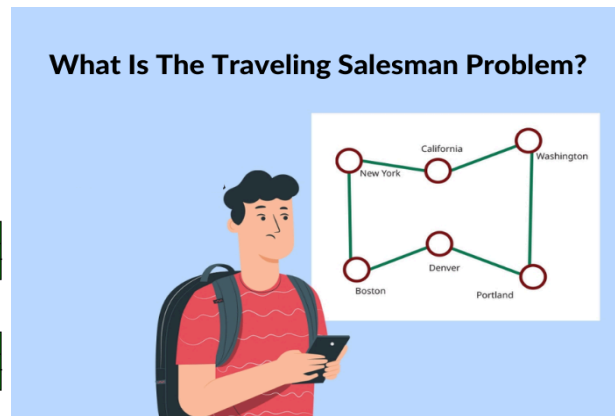 What Is The Traveling Salesman Problem?
California
Washington
New York
Denver
Boston
Portland